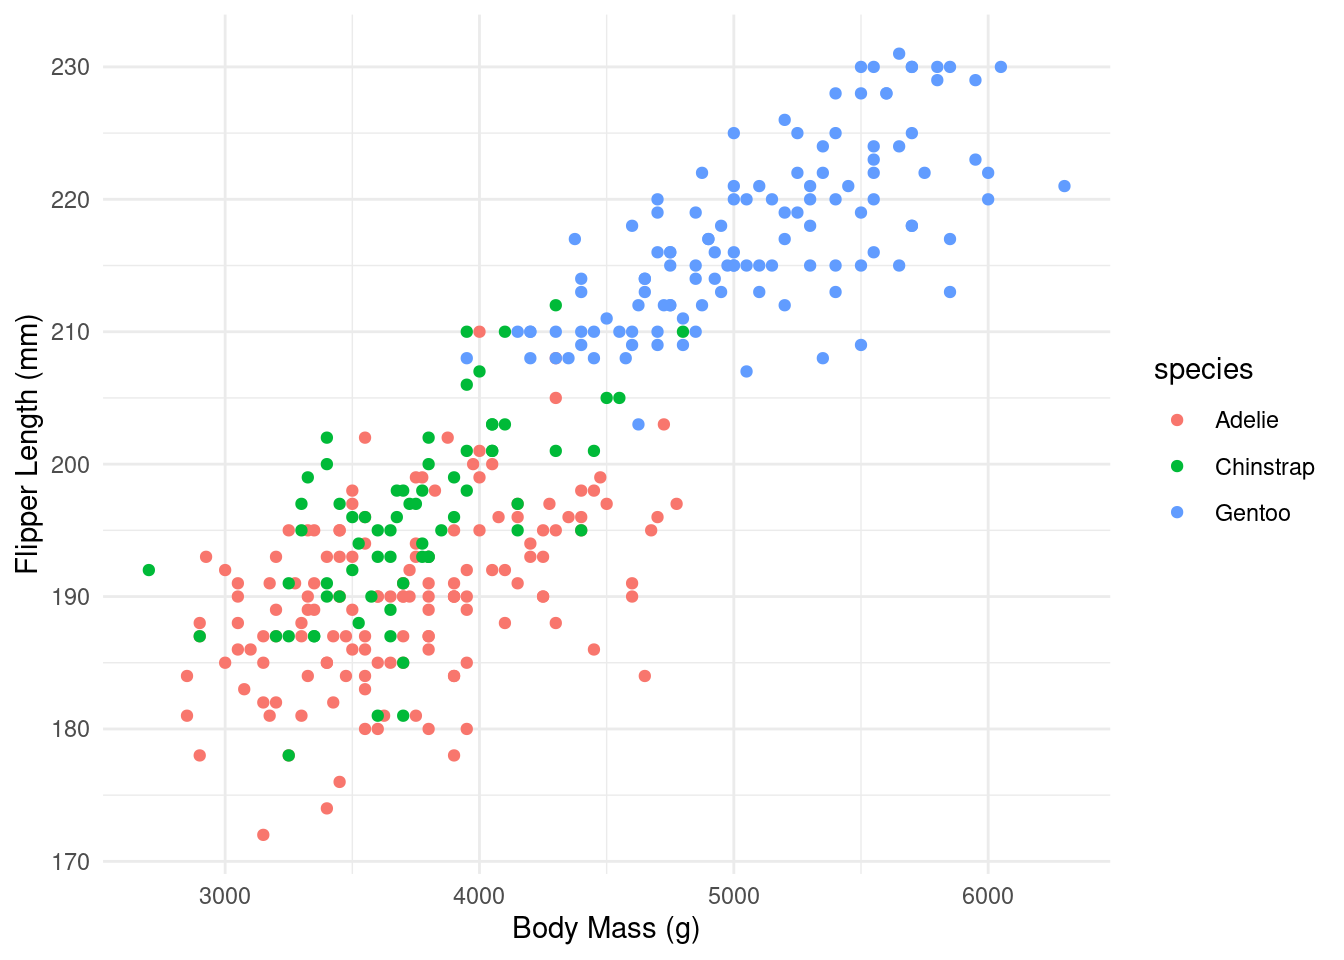 230
220
210
200
190
180
170
Flipper Length (mm)
3000 4000 5000 6000
Body Mass (g)
species
Adelie
Chinstrap
Gentoo